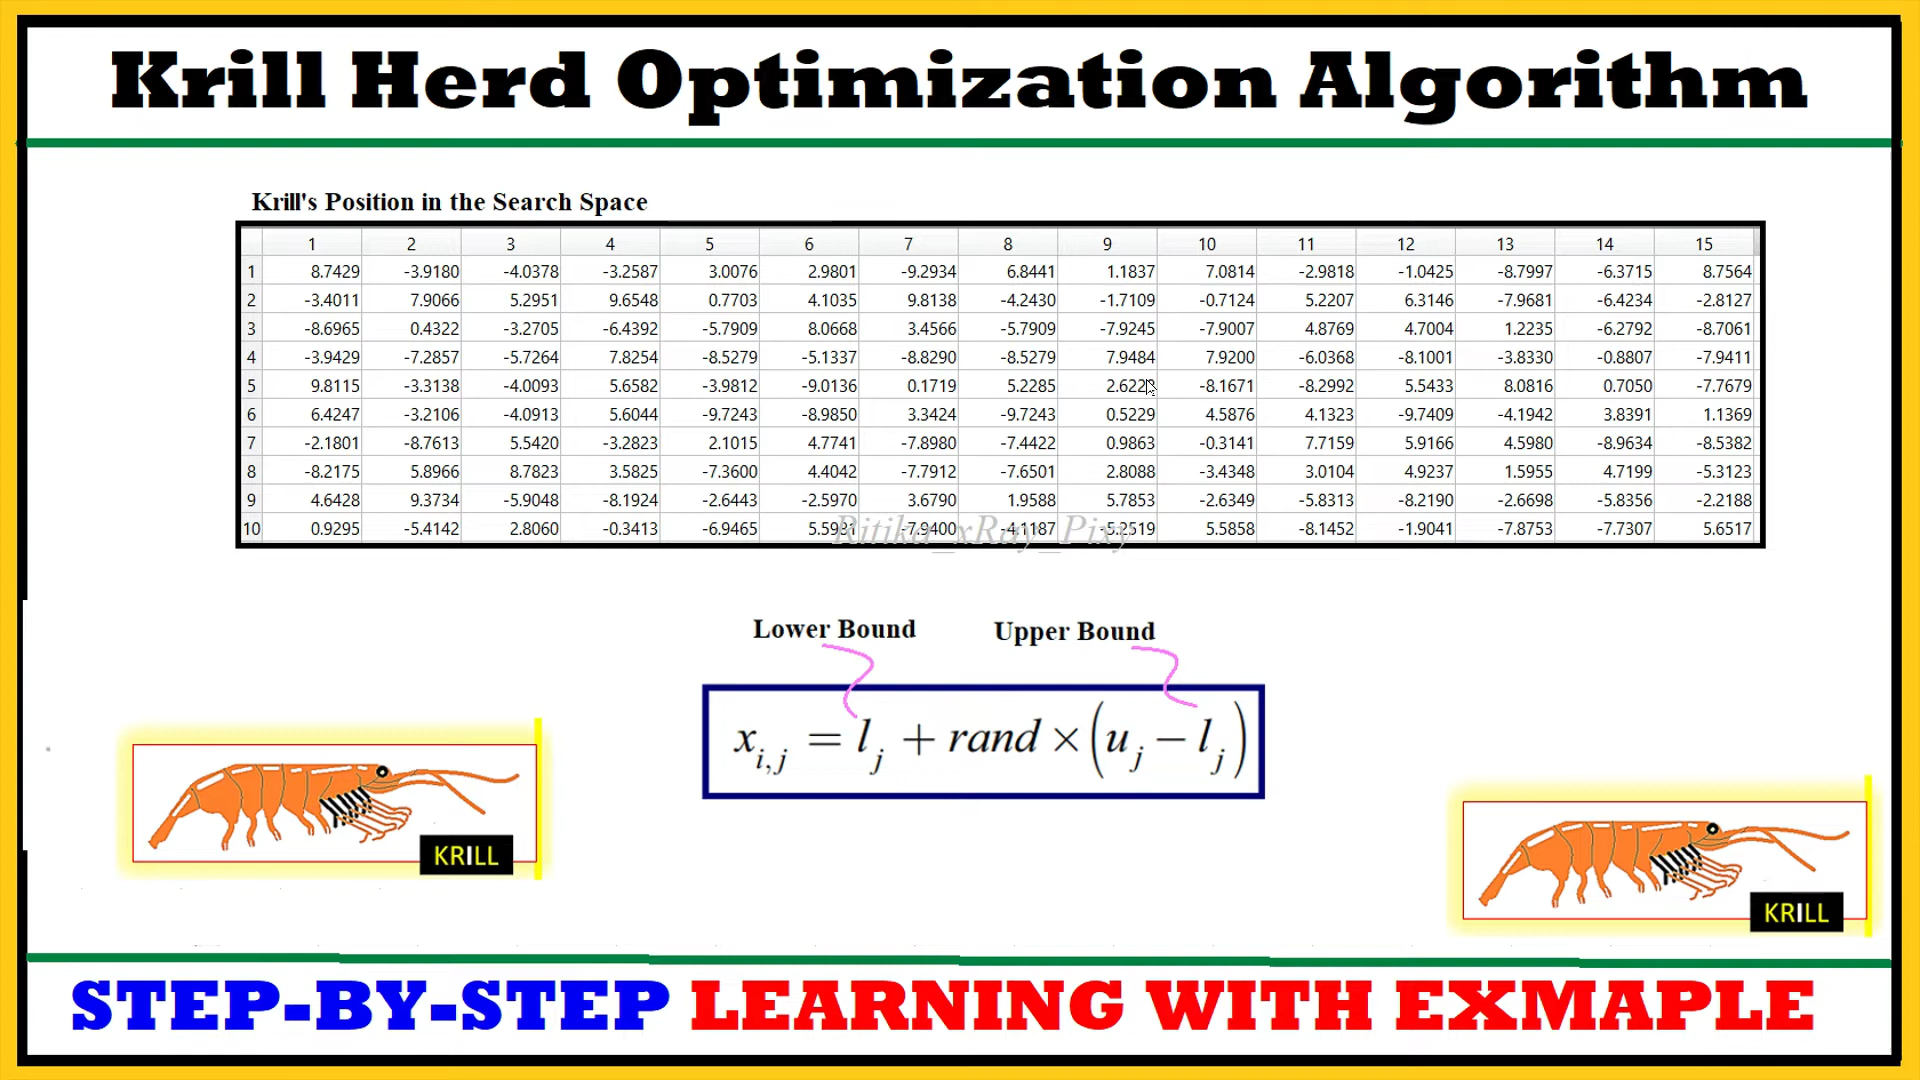 Krill Herd Optimization Algorithm
Krill's Position in the Search Space
1 2 3 4 5 6 7 8 9 10 11 12 13 14 15
1 8.7429 -3.9180 -4.0378 -3.2587 3.0076 2.9801 -9.2934 6.8441 1.1837 7.0814 -2.9818 -1.0425 -8.7997 -6.3715 8.7564
2 -3.4011 7.9066 5.2951 9.6548 0.7703 4.1035 9.8138 -4.2430 -1.7109 -0.7124 5.2207 6.3146 -7.9681 -6.4234 -2.8127
3 -8.6965 0.4322 -3.2705 -6.4392 -5.7909 8.0668 3.4566 -5.7909 -7.9245 -7.9007 4.8769 4.7004 1.2235 -6.2792 -8.7061
4 -3.9429 -7.2857 -5.7264 7.8254 -8.5279 -5.1337 -8.8290 -8.5279 7.9484 7.9200 -6.0368 -8.1001 -3.8330 -0.8807 -7.9411
5 9.8115 -3.3138 -4.0093 5.6582 -3.9812 -9.0136 0.1719 5.2285 -8.1671 -8.2992 5.5433 8.0816 0.7050 -7.7679
6 6.4247 -3.2106 -4.0913 5.6044 -9.7243 -8.9850 3.3424 -9.7243 0.5229 4.5876 4.1323 -9.7409 -4.1942 3.8391 1.1369
7 -2.1801 -8.7613 5.5420 -3.2823 2.1015 4.7741 -7.8980 -7.4422 0.9863 -0.3141 7.7159 5.9166 4.5980 -8.9634 -8.5382
8 -8.2175 5.8966 8.7823 3.5825 -7.3600 4.4042 -7.7912 -7.6501 2.8088 -3.4348 3.0104 4.9237 1.5955 4.7199 -5.3123
9 4.6428 9.3734 -5.9048 -8.1924 -2.6443 -2.5970 3.6790 1.9588 5.7853 -2.6349 -5.8313 -8.2190 -2.6698 -5.8356 -2.2188
10 0.9295 -5.4142 2.8060 -0.3413 -6.9465 -7.9400 -4.1187 -5.2519 5.5858 -8.1452 -1.9041 -7.8753 -7.7307 5.6517
Ritika_xRay_Pixy
Lower Bound Upper Bound
x_{i,j} = l_j + rand × (u_j − l_j)
KRILL
KRILL
STEP-BY-STEP LEARNING WITH EXMAPLE